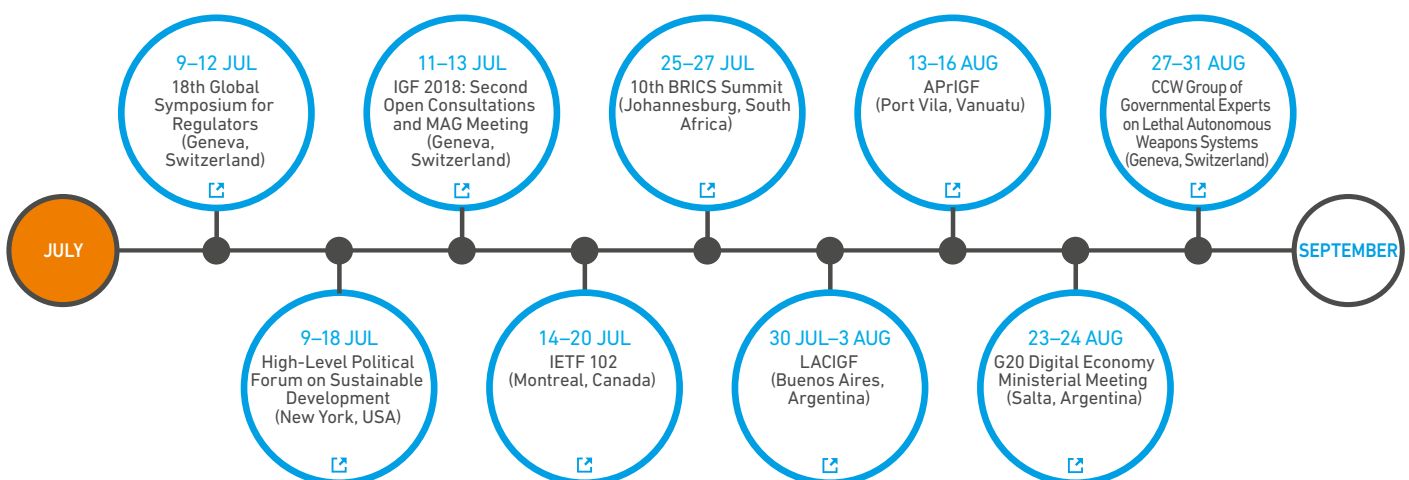 JULY
9–12 JUL
18th Global
Symposium for
Regulators
(Geneva,
Switzerland)
9–18 JUL
High-Level Political
Forum on Sustainable
Development
(New York, USA)
11–13 JUL
IGF 2018: Second
Open Consultations
and MAG Meeting
(Geneva,
Switzerland)
14–20 JUL
IETF 102
(Montreal, Canada)
25–27 JUL
10th BRICS Summit
(Johannesburg, South
Africa)
30 JUL–3 AUG
LACIGF
(Buenos Aires,
Argentina)
13–16 AUG
APrIGF
(Port Vila, Vanuatu)
23–24 AUG
G20 Digital Economy
Ministerial Meeting
(Salta, Argentina)
27–31 AUG
CCW Group of
Governmental Experts
on Lethal Autonomous
Weapons Systems
(Geneva, Switzerland)
SEPTEMBER